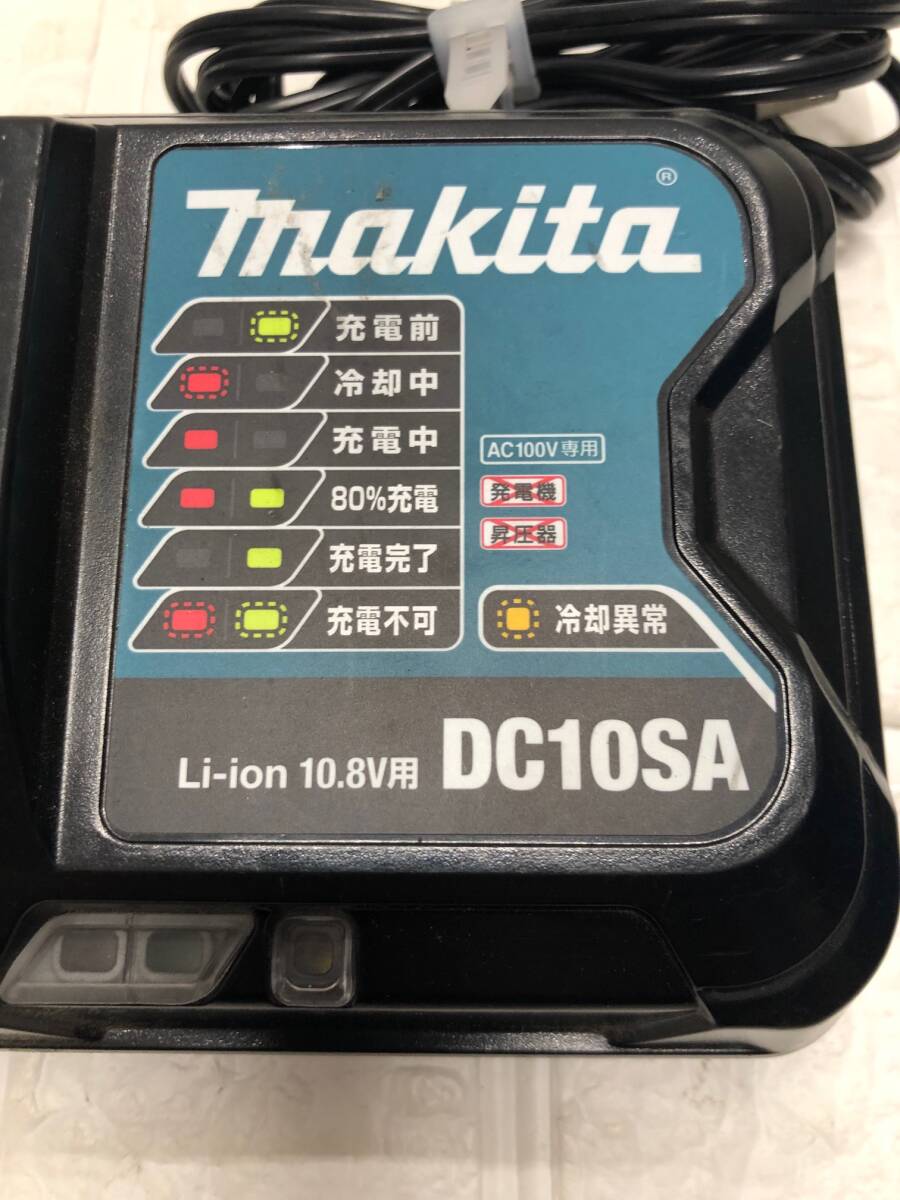 makita®
充電前
冷却中
充電中
80%充電
充電完了
充電不可
AC100V専用
発電機
昇圧器
冷却異常
Li-ion 10.8V用 DC10SA